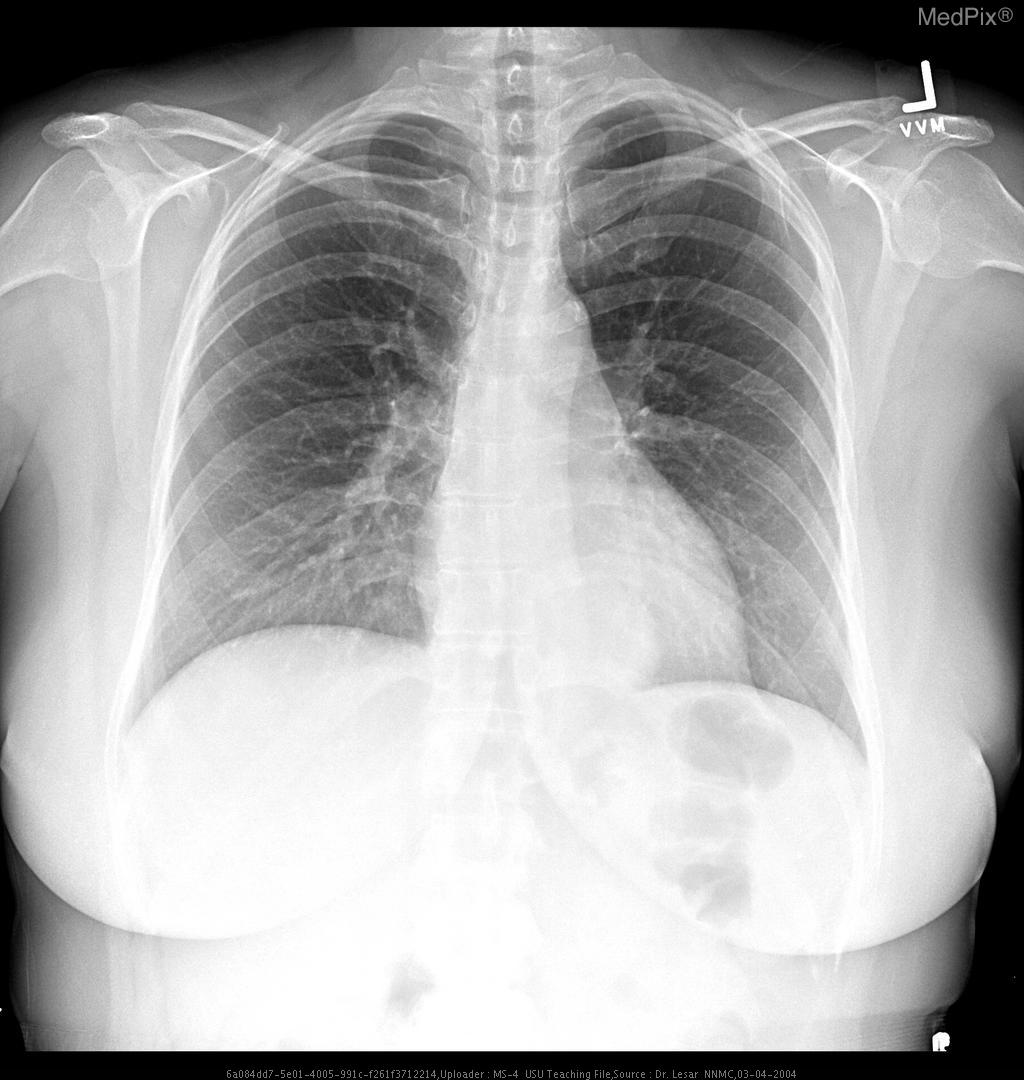 MedPix®
L
VVM
R
6a084dd7-5e01-4005-991c-f261f3712214,Uploader : MS-4 USU Teaching File,Source : Dr. Lesar NNMC,03-04-2004